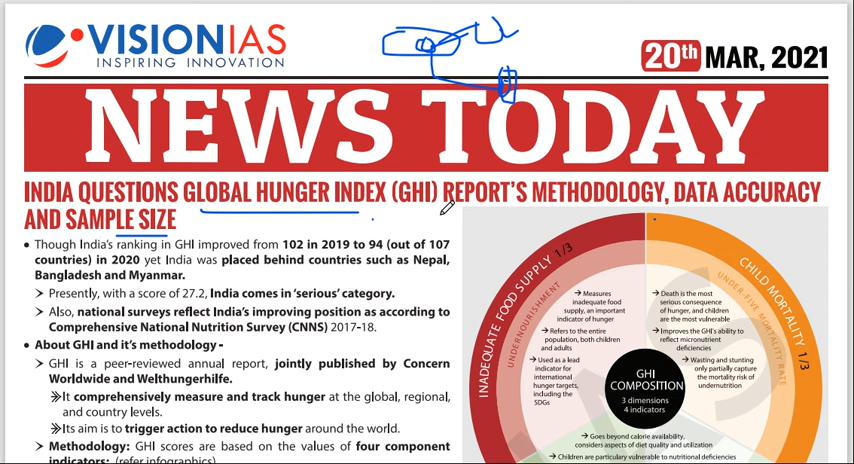 VISIONIAS
INSPIRING INNOVATION
20th MAR, 2021
NEWS TODAY
INDIA QUESTIONS GLOBAL HUNGER INDEX (GHI) REPORT'S METHODOLOGY, DATA ACCURACY
AND SAMPLE SIZE
• Though India's ranking in GHI improved from 102 in 2019 to 94 (out of 107
countries) in 2020 yet India was placed behind countries such as Nepal,
Bangladesh and Myanmar.
➤ Presently, with a score of 27.2, India comes in 'serious' category.
➤ Also, national surveys reflect India's improving position as according to
Comprehensive National Nutrition Survey (CNNS) 2017-18.
• About GHI and it's methodology -
➤ GHI is a peer-reviewed annual report, jointly published by Concern
Worldwide and Welthungerhilfe.
It comprehensively measure and track hunger at the global, regional,
and country levels.
Its aim is to trigger action to reduce hunger around the world.
➤ Methodology: GHI scores are based on the values of four component
indicators: (refer infographics)
INADEQUATE FOOD SUPPLY 1/3
UNDERNOURISHMENT
→ Measures
inadequate food
supply, an important
indicator of hunger
→ Refers to the entire
population, both children
and adults
→ Used as a lead
indicator for
international
hunger targets,
including the
SDGs
CHILD MORTALITY 1/3
UNDER-FIVE MORTALITY RATE
→ Death is the most
serious consequence
of hunger, and children
are the most vulnerable
→ Improves the GHI's ability to
reflect micronutrient
deficiencies
→ Wasting and stunting
only partially capture
the mortality risk of
undernutrition
GHI
COMPOSITION
3 dimensions
4 indicators
→ Goes beyond calorie availability,
considers aspects of diet quality and utilization
→ Children are particulary vulnerable to nutritional deficiencies